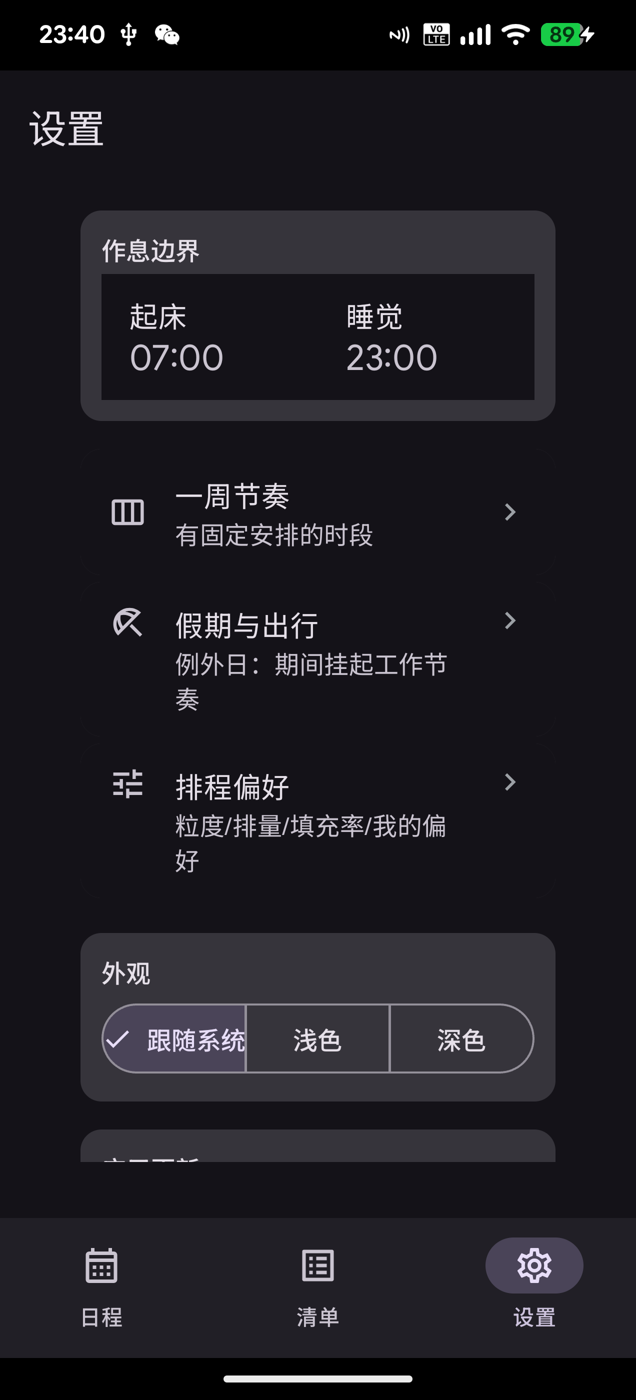 23:40
VO LTE
89
设置
作息边界
起床 睡觉
07:00 23:00
一周节奏
有固定安排的时段
假期与出行
例外日：期间挂起工作节
奏
排程偏好
粒度/排量/填充率/我的偏
好
外观
跟随系统 浅色 深色
日程 清单 设置